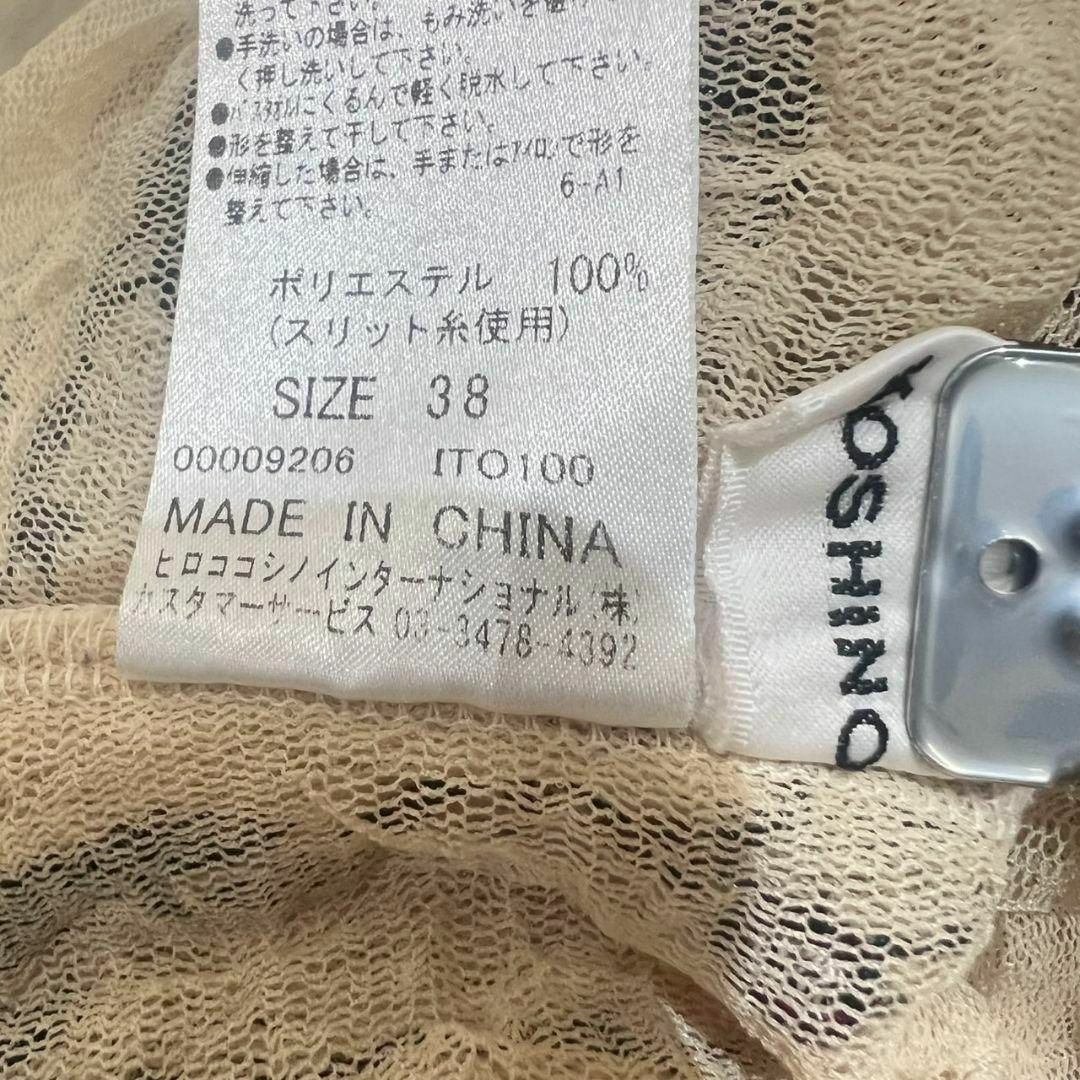 洗って下さい。
●手洗いの場合は、もみ洗いを
く押し洗いして下さい。
●バスタオルにくるんで軽く脱水して下さい。
●形を整えて干して下さい。
●伸縮した場合は、手またはアイロンで形を
整えて下さい。
6-A1
ポリエステル 100%
(スリット糸使用)
SIZE 38
00009206 ITO100
MADE IN CHINA
ヒロココシノインターナショナル(株)
カスタマーサービス 03-3478-4392
KOSHINO